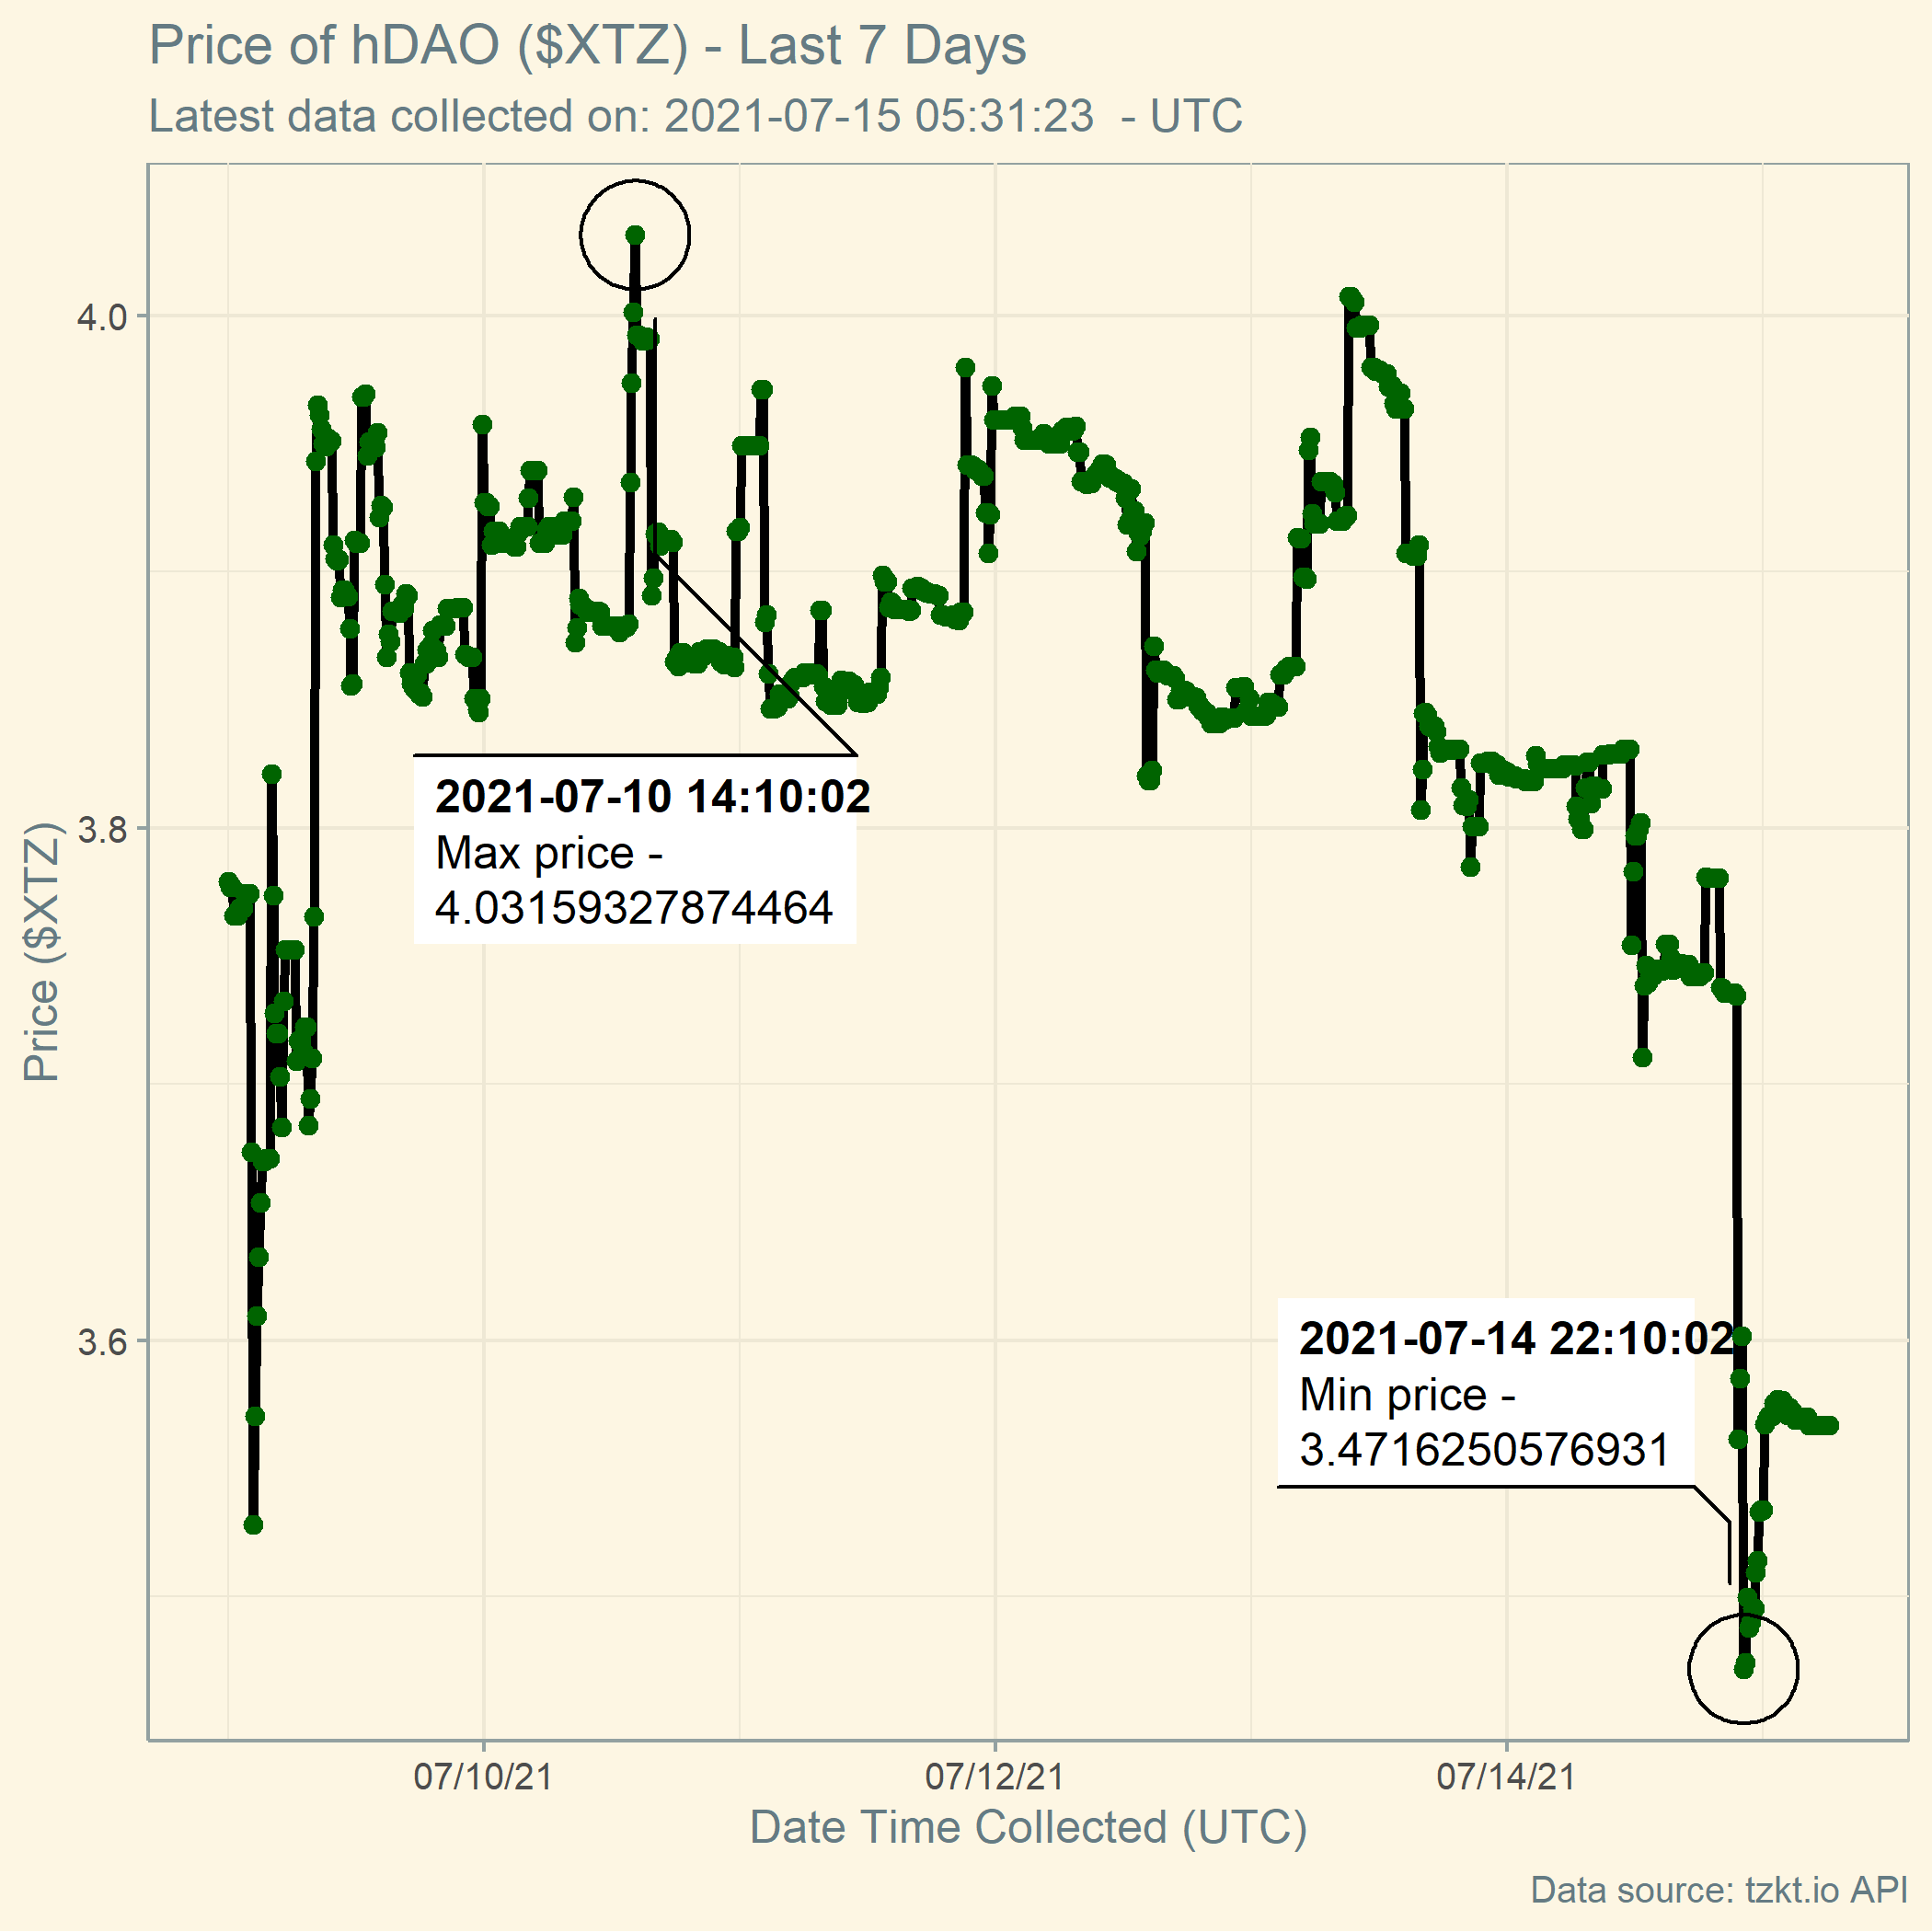 Price of hDAO ($XTZ) - Last 7 Days
Latest data collected on: 2021-07-15 05:31:23  - UTC
Price ($XTZ)
4.0
3.8
3.6
2021-07-10 14:10:02
Max price -
4.03159327874464
2021-07-14 22:10:02
Min price -
3.4716250576931
07/10/21
07/12/21
07/14/21
Date Time Collected (UTC)
Data source: tzkt.io API